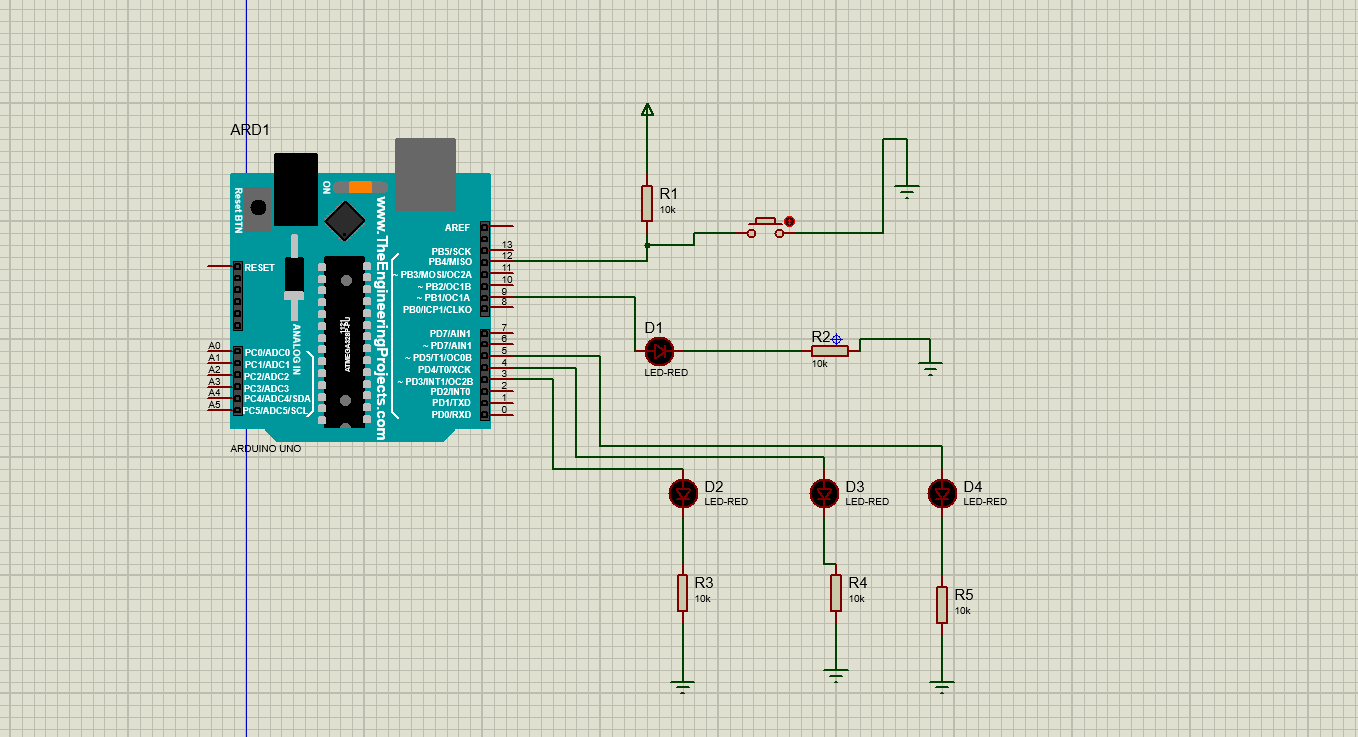 ARD1
ON
Reset BTN
www.TheEngineeringProjects.com
AREF
PB5/SCK 13
PB4/MISO 12
~ PB3/MOSI/OC2A 11
~ PB2/OC1B 10
~ PB1/OC1A 9
PB0/ICP1/CLKO 8
RESET
ANALOG IN
PD7/AIN1 7
~ PD7/AIN1 6
~ PD5/T1/OC0B 5
PD4/T0/XCK 4
~ PD3/INT1/OC2B 3
PD2/INT0 2
PD1/TXD 1
PD0/RXD 0
A0 PC0/ADC0
A1 PC1/ADC1
A2 PC2/ADC2
A3 PC3/ADC3
A4 PC4/ADC4/SDA
A5 PC5/ADC5/SCL
ARDUINO UNO
R1
10k
D1
LED-RED
R2
10k
D2
LED-RED
D3
LED-RED
D4
LED-RED
R3
10k
R4
10k
R5
10k